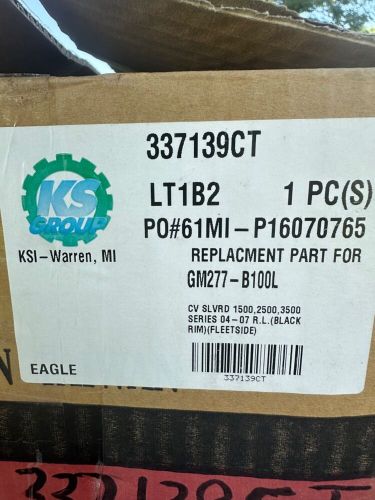 337139CT
KS
GROUP
LT1B2 1 PC(S)
PO#61MI-P16070765
KSI-Warren, MI
REPLACMENT PART FOR
GM277-B100L
CV SLVRD 1500,2500,3500
SERIES 04-07 R.L.(BLACK
RIM)(FLEETSIDE)
EAGLE
337139CT